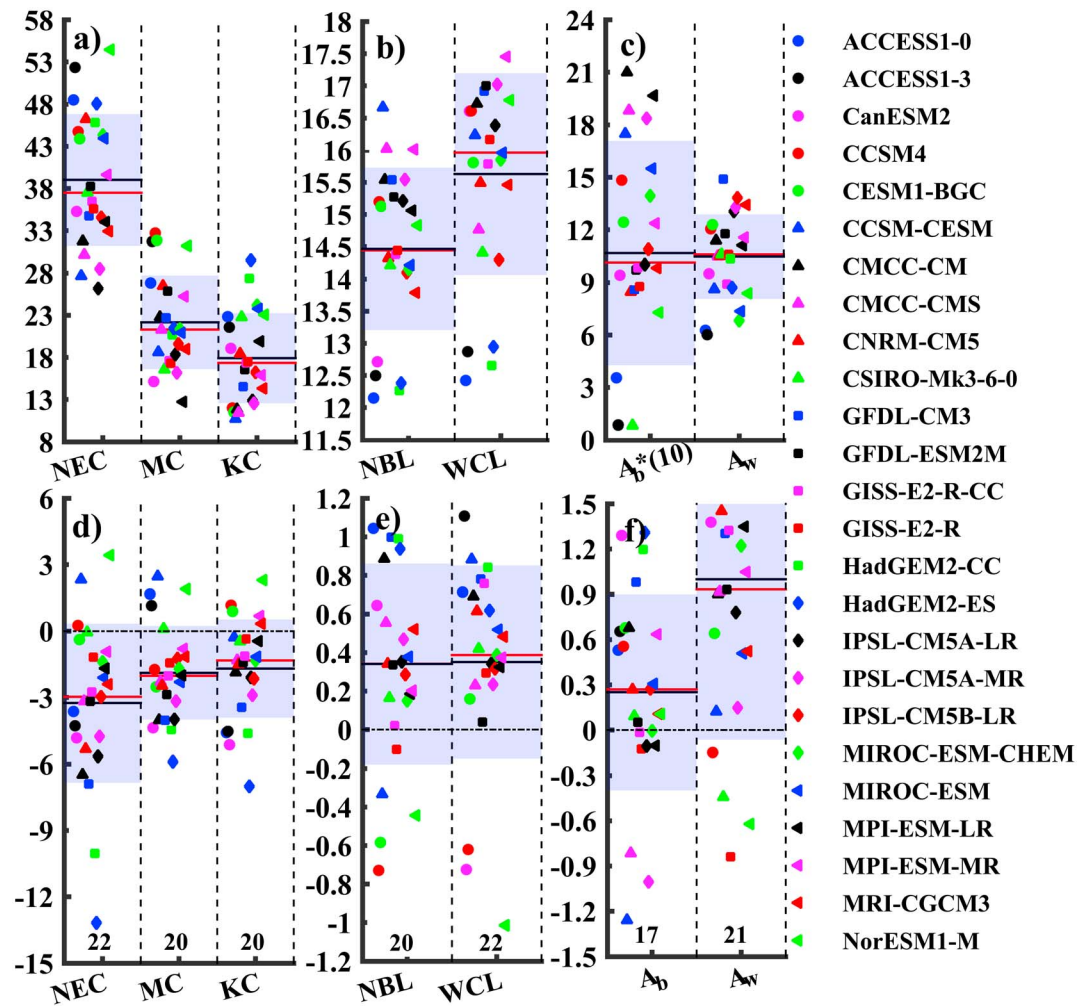 a)
58
53
48
43
38
33
28
23
18
13
8
NEC
MC
KC
b)
18
17.5
17
16.5
16
15.5
15
14.5
14
13.5
13
12.5
12
11.5
NBL
WCL
c)
24
21
18
15
12
9
6
3
0
A_b*(10)
A_w
d)
6
3
0
-3
-6
-9
-12
-15
22
20
20
NEC
MC
KC
e)
1.2
1
0.8
0.6
0.4
0.2
0
-0.2
-0.4
-0.6
-0.8
-1
-1.2
20
22
NBL
WCL
f)
1.5
1.2
0.9
0.6
0.3
0
-0.3
-0.6
-0.9
-1.2
-1.5
17
21
A_b
A_w
ACCESS1-0
ACCESS1-3
CanESM2
CCSM4
CESM1-BGC
CCSM-CESM
CMCC-CM
CMCC-CMS
CNRM-CM5
CSIRO-Mk3-6-0
GFDL-CM3
GFDL-ESM2M
GISS-E2-R-CC
GISS-E2-R
HadGEM2-CC
HadGEM2-ES
IPSL-CM5A-LR
IPSL-CM5A-MR
IPSL-CM5B-LR
MIROC-ESM-CHEM
MIROC-ESM
MPI-ESM-LR
MPI-ESM-MR
MRI-CGCM3
NorESM1-M